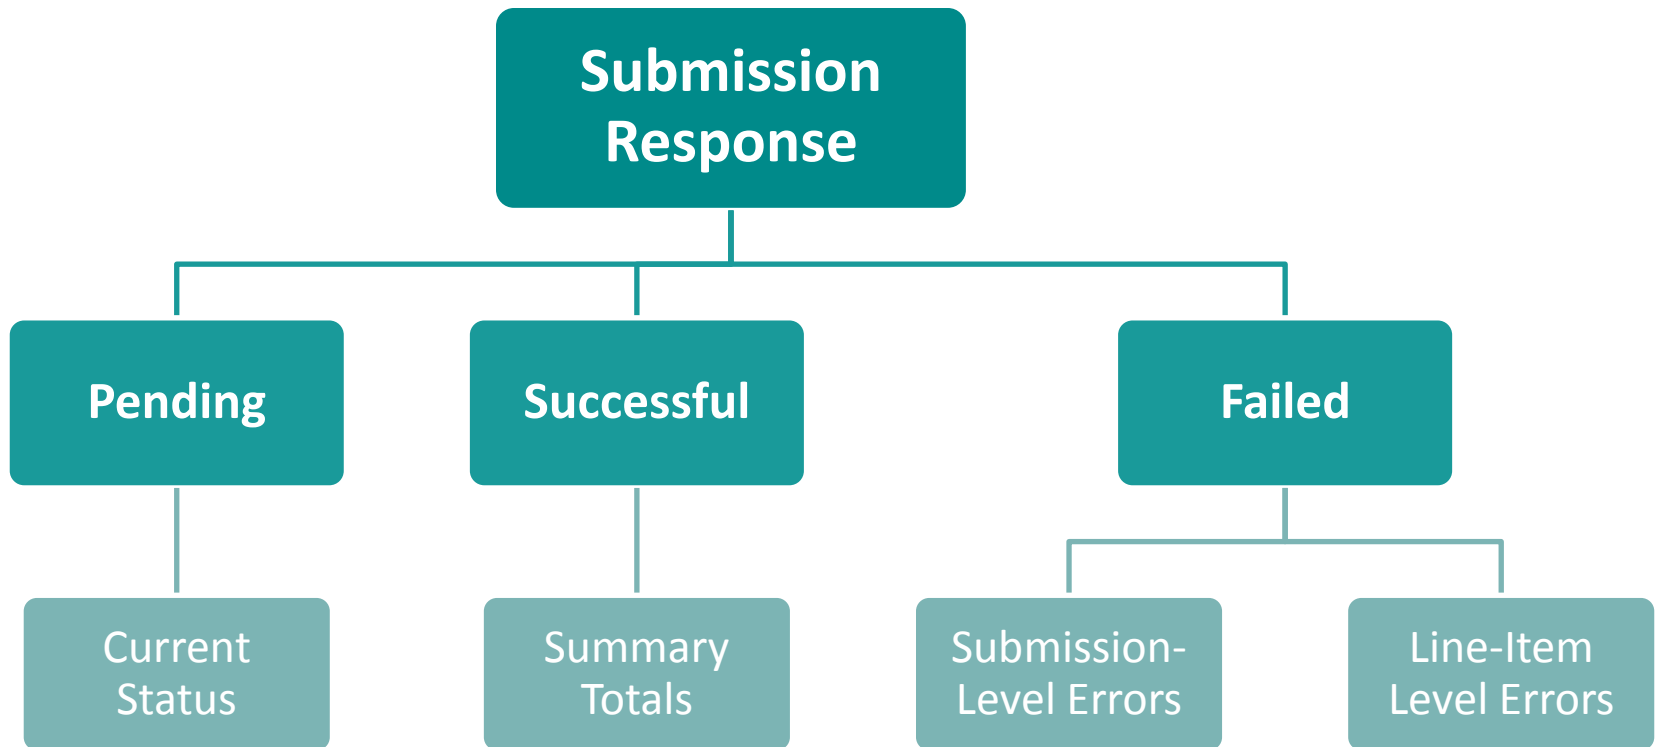 Submission
Response
Pending
Successful
Failed
Current
Status
Summary
Totals
Submission-
Level Errors
Line-Item
Level Errors